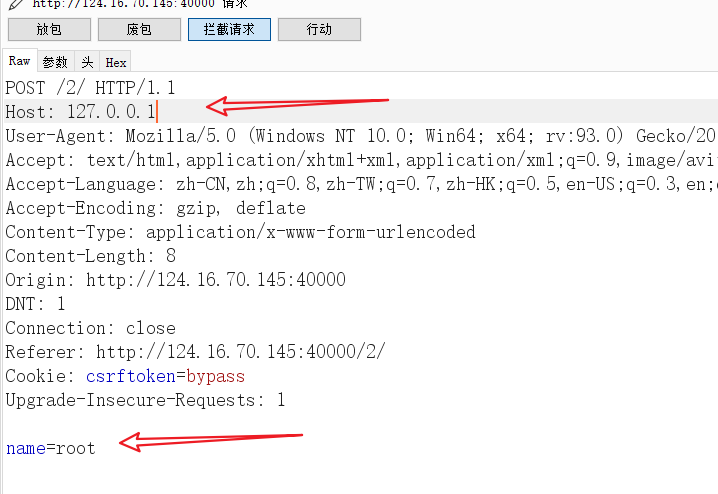 http://124.16.70.145:40000 请求
放包 废包 拦截请求 行动
Raw 参数 头 Hex
POST /2/ HTTP/1.1
Host: 127.0.0.1
User-Agent: Mozilla/5.0 (Windows NT 10.0; Win64; x64; rv:93.0) Gecko/20
Accept: text/html,application/xhtml+xml,application/xml;q=0.9,image/avi
Accept-Language: zh-CN,zh;q=0.8,zh-TW;q=0.7,zh-HK;q=0.5,en-US;q=0.3,en;
Accept-Encoding: gzip, deflate
Content-Type: application/x-www-form-urlencoded
Content-Length: 8
Origin: http://124.16.70.145:40000
DNT: 1
Connection: close
Referer: http://124.16.70.145:40000/2/
Cookie: csrftoken=bypass
Upgrade-Insecure-Requests: 1
name=root